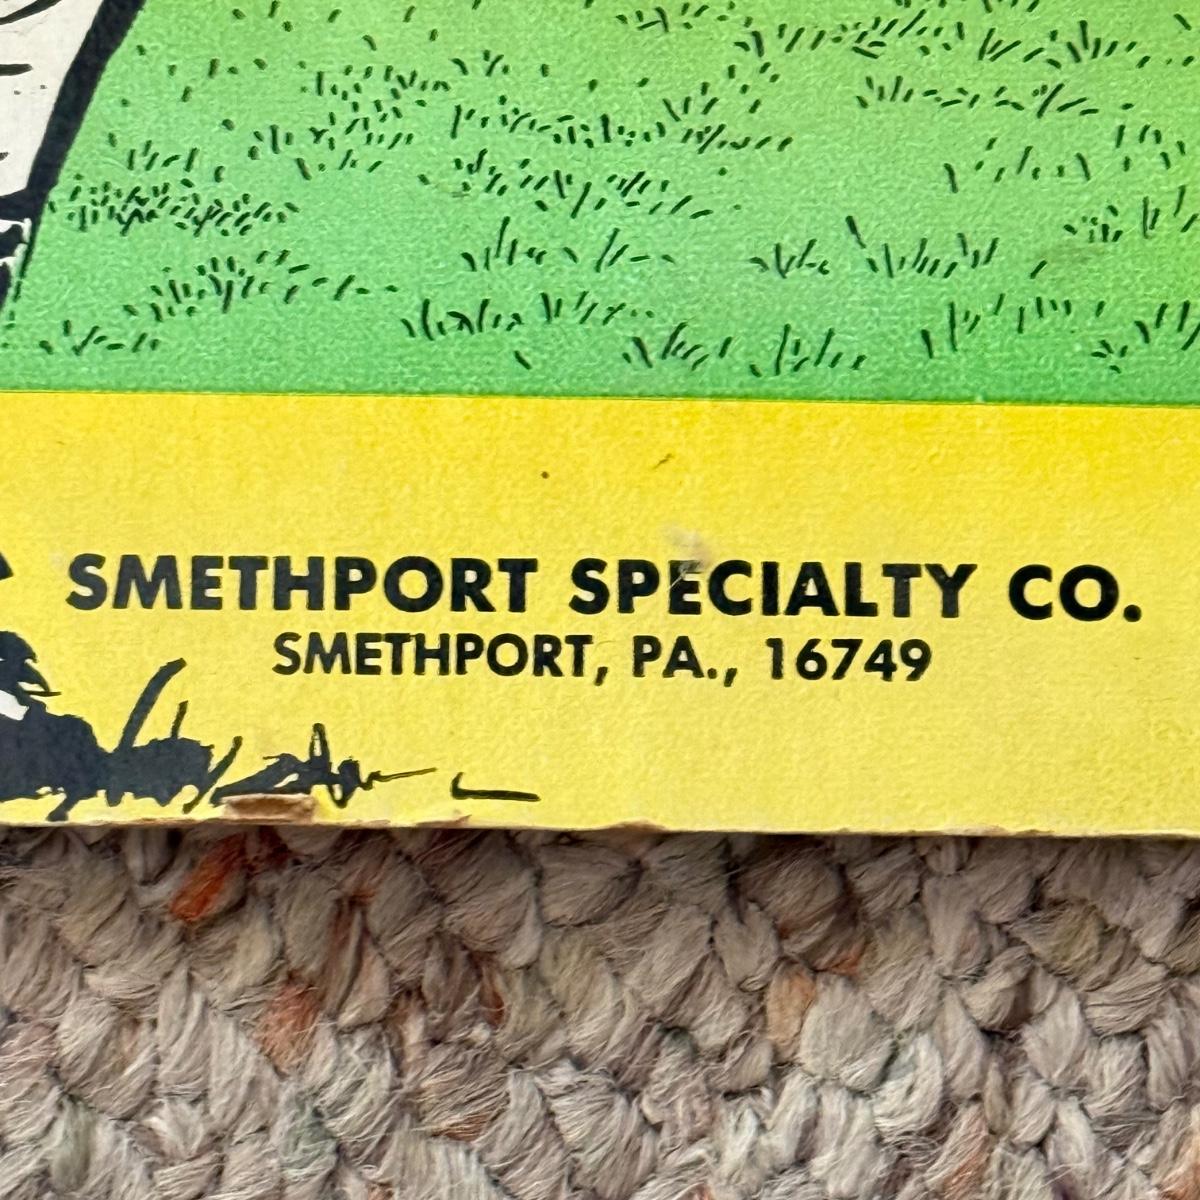 SMETHPORT SPECIALTY CO.
SMETHPORT, PA., 16749